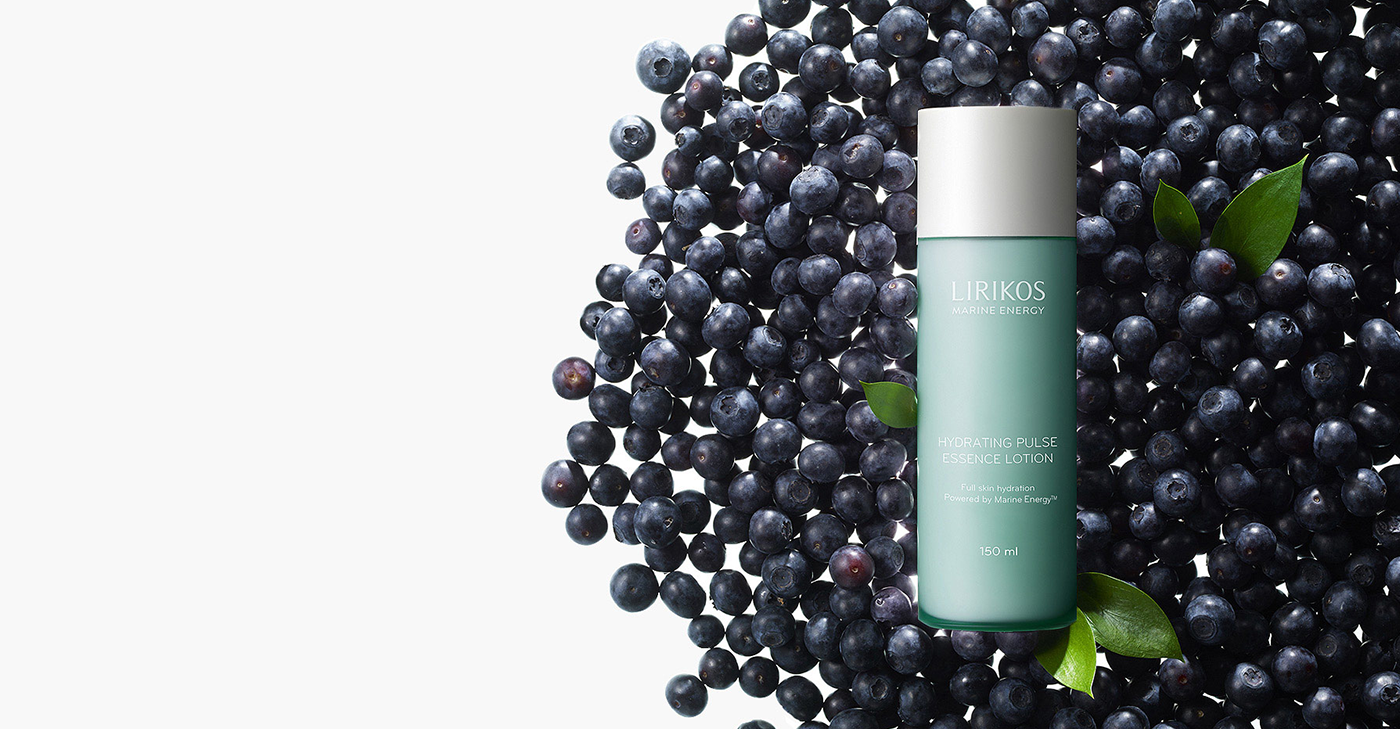 LIRIKOS
MARINE ENERGY
HYDRATING PULSE
ESSENCE LOTION
Full skin hydration
Powered by Marine Energy™
150 ml